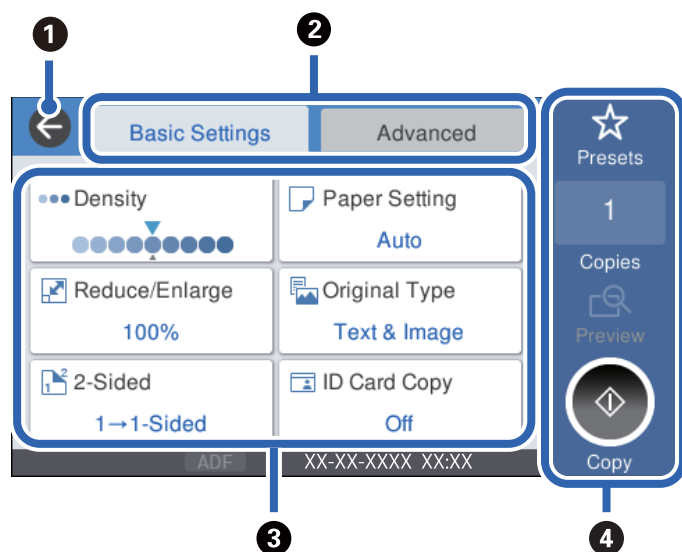 1
2
Basic Settings
Advanced
Presets
Density
Paper Setting
Auto
1
Copies
Reduce/Enlarge
100%
Original Type
Text & Image
Preview
1 2
2-Sided
1→1-Sided
ID Card Copy
Off
Copy
ADF
XX-XX-XXXX XX:XX
3
4